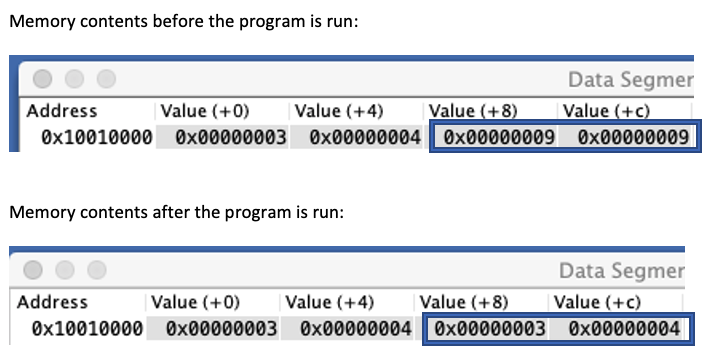 Memory contents before the program is run:
Data Segmen
Address Value (+0) Value (+4) Value (+8) Value (+c)
0x10010000 0x00000003 0x00000004 0x00000009 0x00000009
Memory contents after the program is run:
Data Segmer
Address Value (+0) Value (+4) Value (+8) Value (+c)
0x10010000 0x00000003 0x00000004 0x00000003 0x00000004